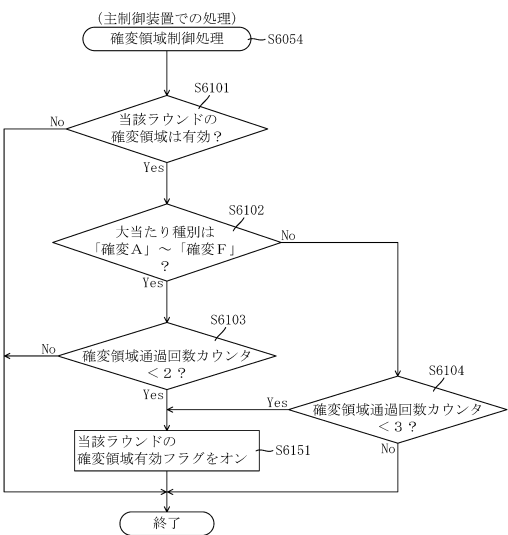 (主制御装置での処理)
確変領域制御処理
S6054
S6101
当該ラウンドの
確変領域は有効？
No
Yes
S6102
大当たり種別は
「確変Ａ」～「確変Ｆ」
？
No
Yes
S6103
確変領域通過回数カウンタ
＜２？
No
Yes
S6104
確変領域通過回数カウンタ
＜３？
Yes
No
当該ラウンドの
確変領域有効フラグをオン
S6151
終了